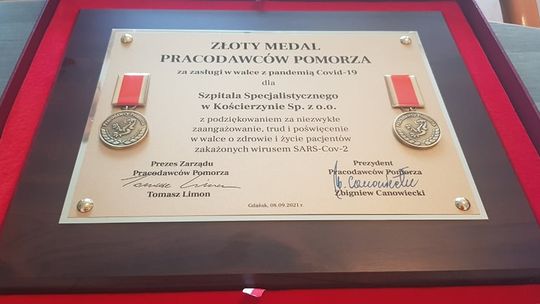 ZŁOTY MEDAL
PRACODAWCÓW POMORZA
za zasługi w walce z pandemią Covid-19
dla
Szpitala Specjalistycznego
w Kościerzynie Sp. z o.o.
z podziękowaniem za niezwykłe
zaangażowanie, trud i poświęcenie
w walce o zdrowie i życie pacjentów
zakażonych wirusem SARS-Cov-2
Prezes Zarządu
Pracodawców Pomorza
Tomasz Limon
Prezydent
Pracodawców Pomorza
Zbigniew Canowiecki
Gdańsk, 08.09.2021 r.